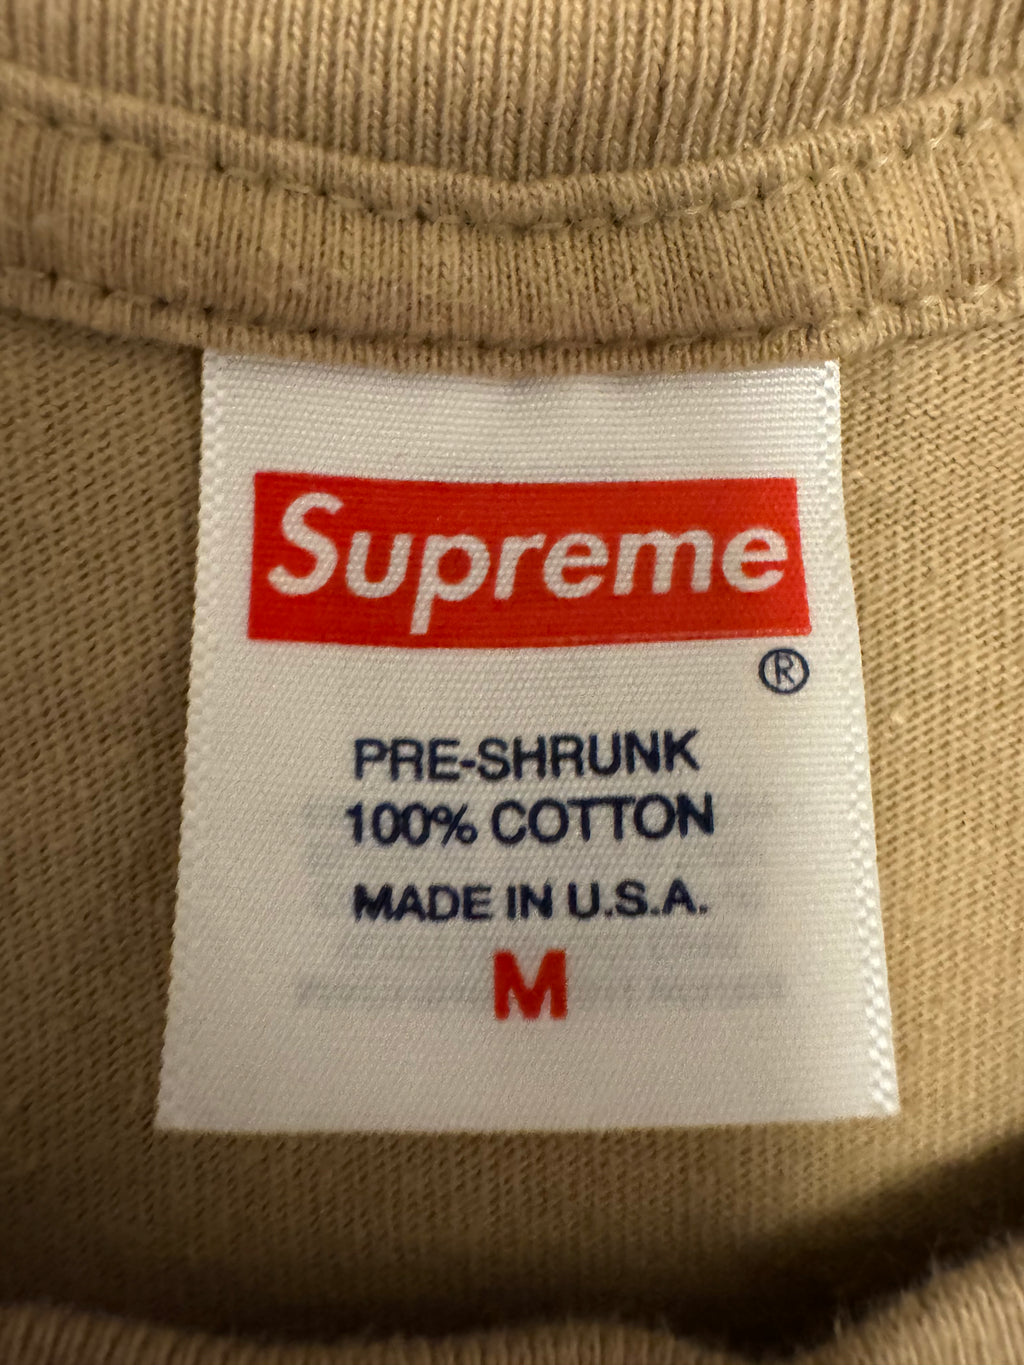 Supreme
®
PRE-SHRUNK
100% COTTON
MADE IN U.S.A.
M